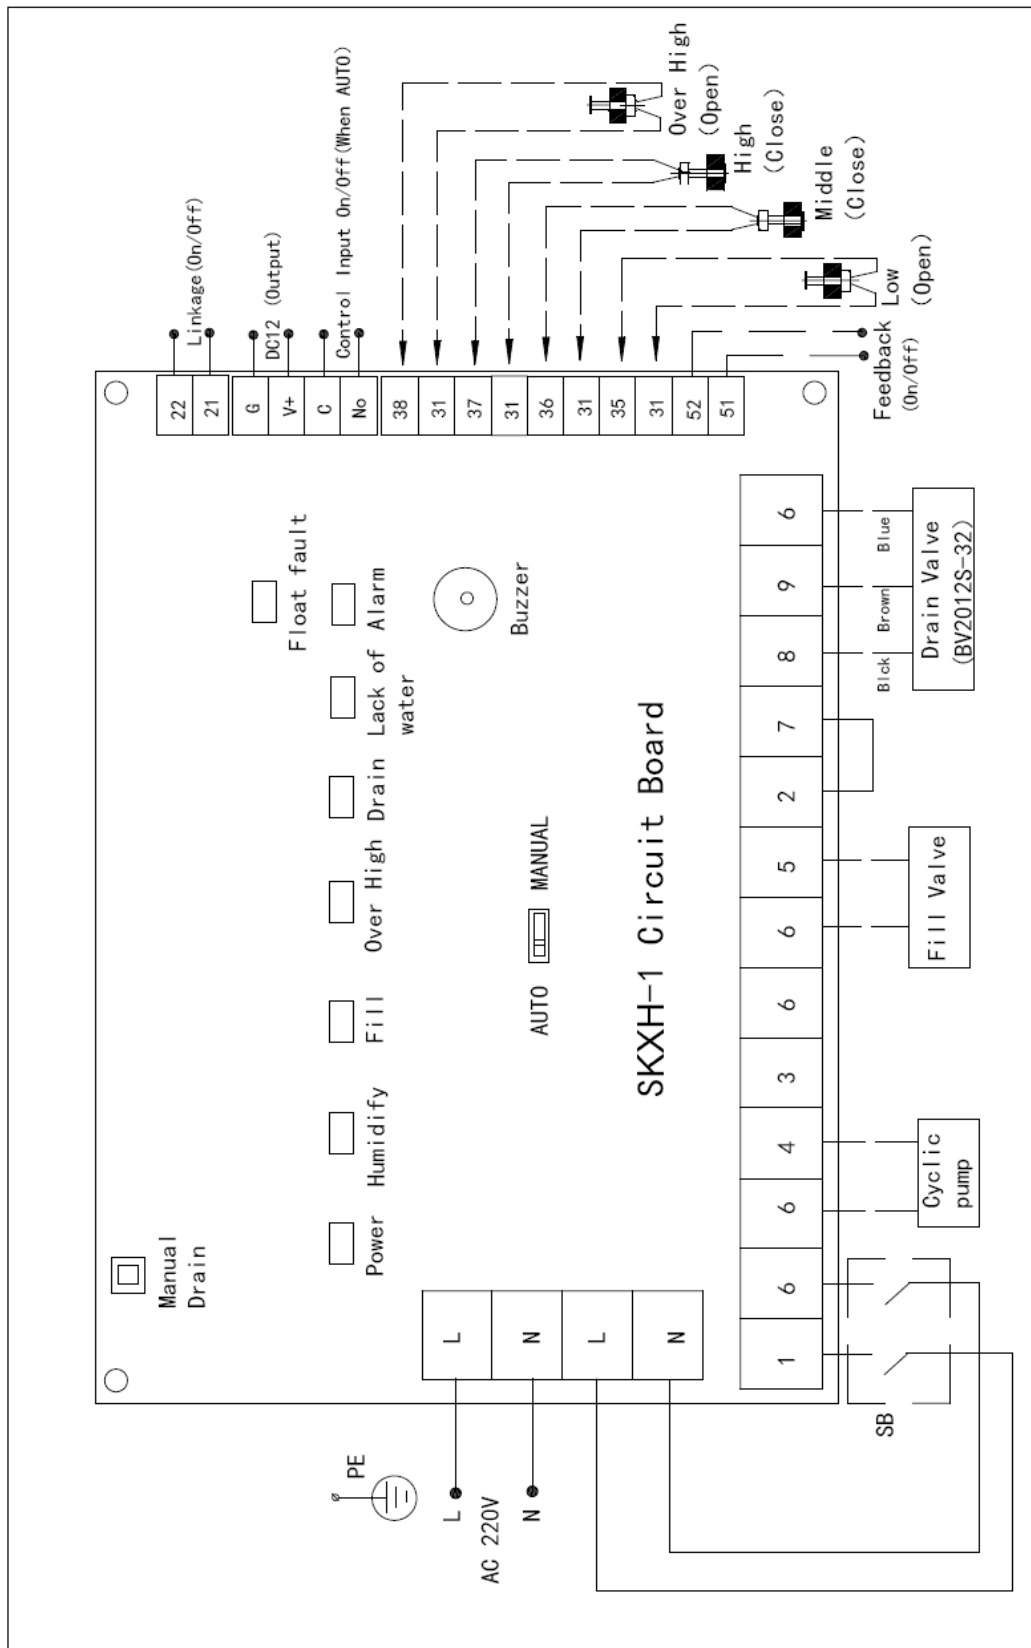 Linkage(On/Off)
DC12 (Output)
Control Input On/Off(When AUTO)
Over High
(Open)
High
(Close)
Middle
(Close)
Low
(Open)
Feedback
(On/Off)
22
21
G
V+
C
No
38
31
37
31
36
31
35
31
52
51
Manual
Drain
Float fault
Power
Humidify
Fill
Over High
Drain
Lack of
water
Alarm
Buzzer
AUTO
MANUAL
SKXH-1 Circuit Board
PE
L
N
AC 220V
L
N
L
N
1
6
6
4
3
6
6
5
2
7
8
9
6
SB
Cyclic
pump
Fill Valve
Blck
Brown
Blue
Drain Valve
(BV2012S-32)